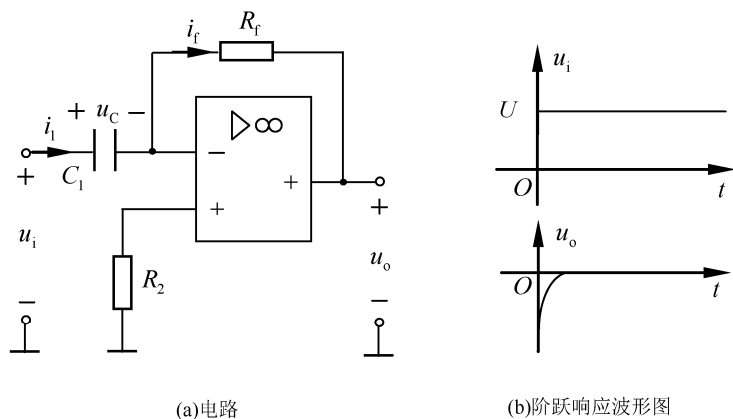 i_f R_f
+ u_C −
i_1
C_1
▷ ∞
−
+
+
+
u_i
−
R_2
+
u_o
−
(a)电路
u_i
U
O
t
u_o
O
t
(b)阶跃响应波形图